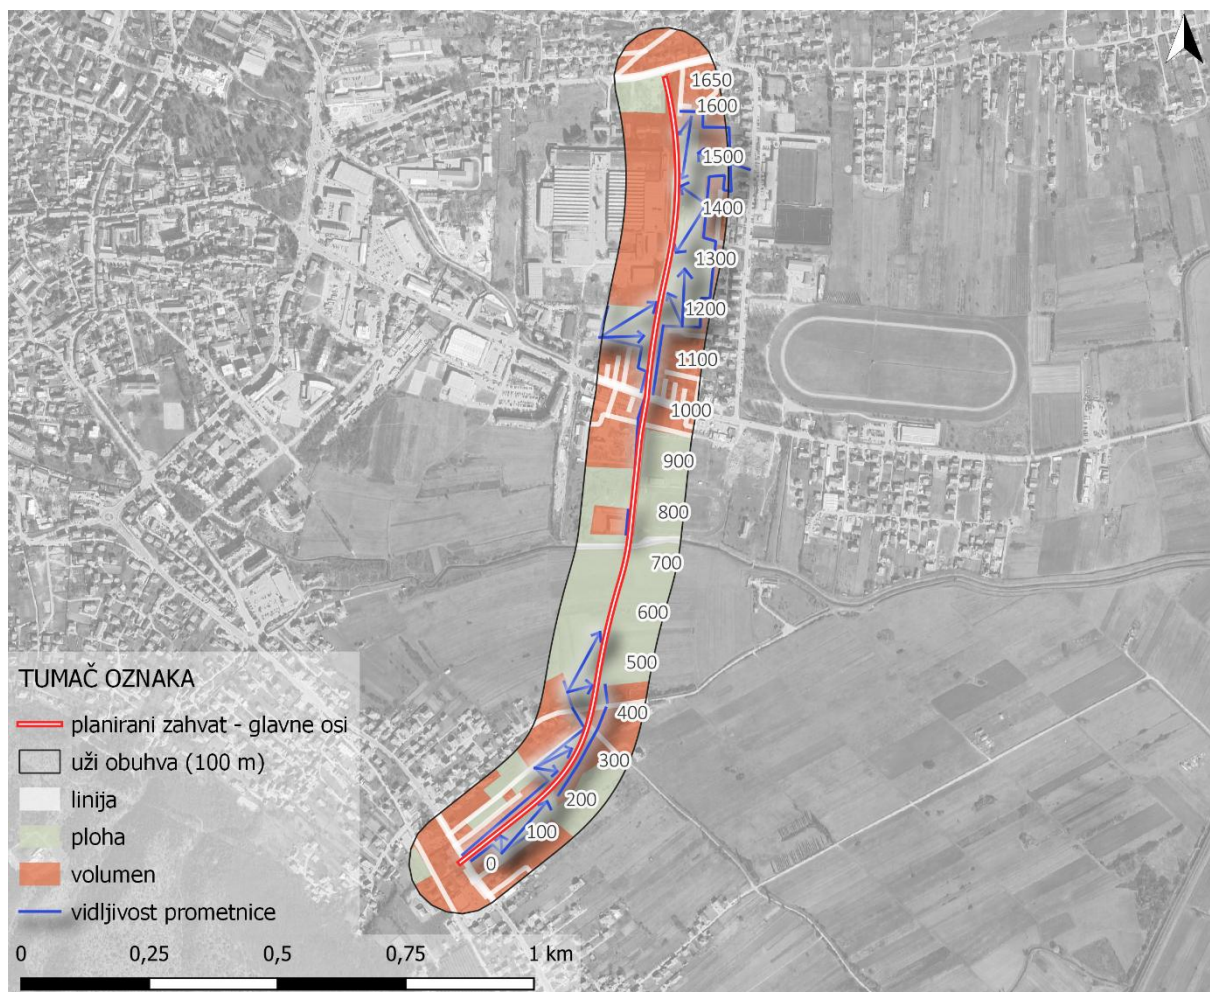 1650
1600
1500
1400
1300
1200
1100
1000
900
800
700
600
500
400
300
200
100
0
TUMAČ OZNAKA
planirani zahvat - glavne osi
uži obuhva (100 m)
linija
ploha
volumen
vidljivost prometnice
0 0,25 0,5 0,75 1 km